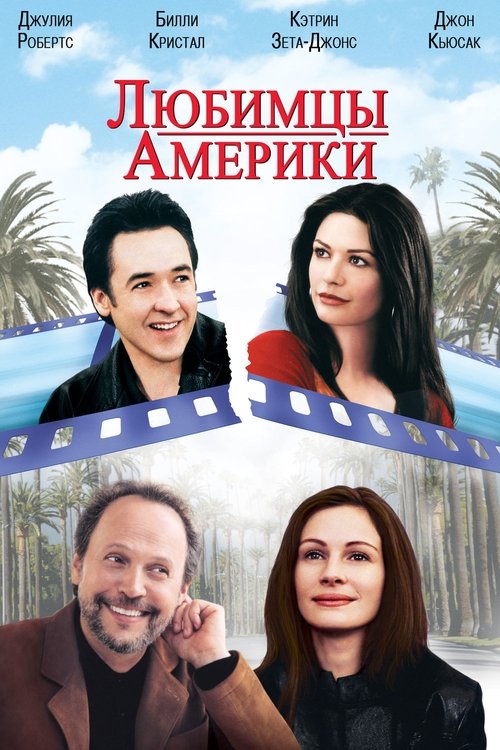 Джулия Билли Кэтрин Джон
Робертс Кристал Зета-Джонс Кьюсак
Любимцы
Америки